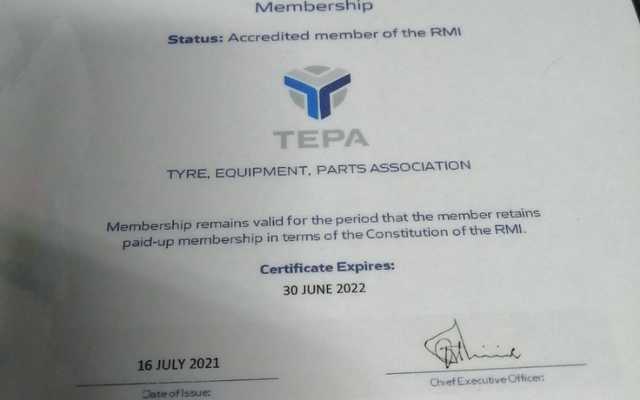 Membership
Status: Accredited member of the RMI
TEPA
TYRE, EQUIPMENT, PARTS ASSOCIATION
Membership remains valid for the period that the member retains
paid-up membership in terms of the Constitution of the RMI.
Certificate Expires:
30 JUNE 2022
16 JULY 2021
Date of Issue:
Chief Executive Officer: